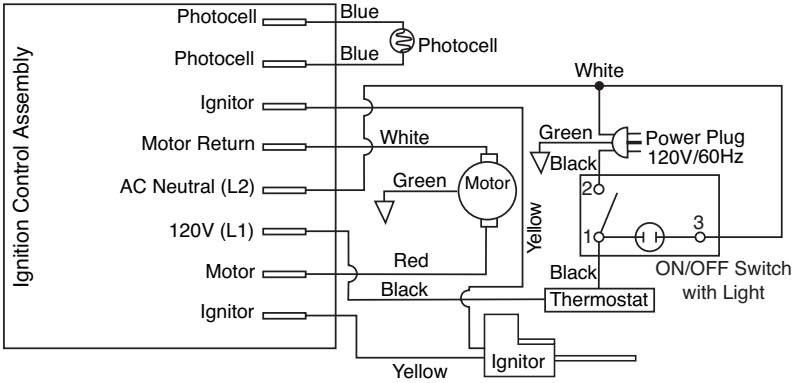 Ignition Control Assembly
Photocell
Photocell
Ignitor
Motor Return
AC Neutral (L2)
120V (L1)
Motor
Ignitor
Blue
Blue
Photocell
White
Green
Motor
Red
Black
Yellow
Yellow
Ignitor
White
Green
Power Plug
120V/60Hz
Black
2
1
3
Black
ON/OFF Switch
with Light
Thermostat